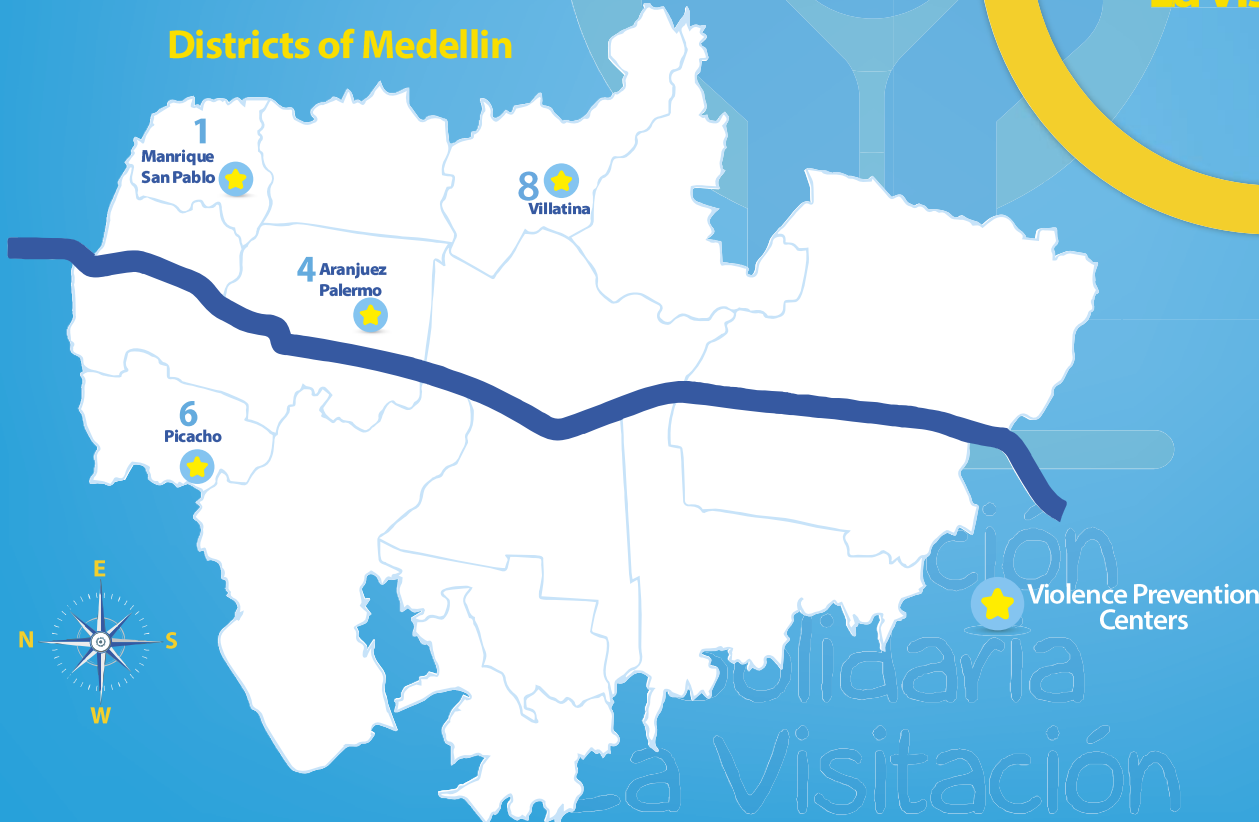 Districts of Medellin
1
Manrique
San Pablo
8
Villatina
4
Aranjuez
Palermo
6
Picacho
E
N
S
W
Violence Prevention
Centers
ción
Solidaria
La Visitación